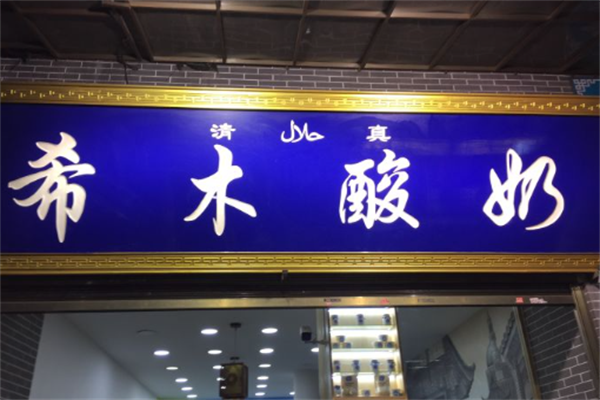 清 حلال 真
希木酸奶